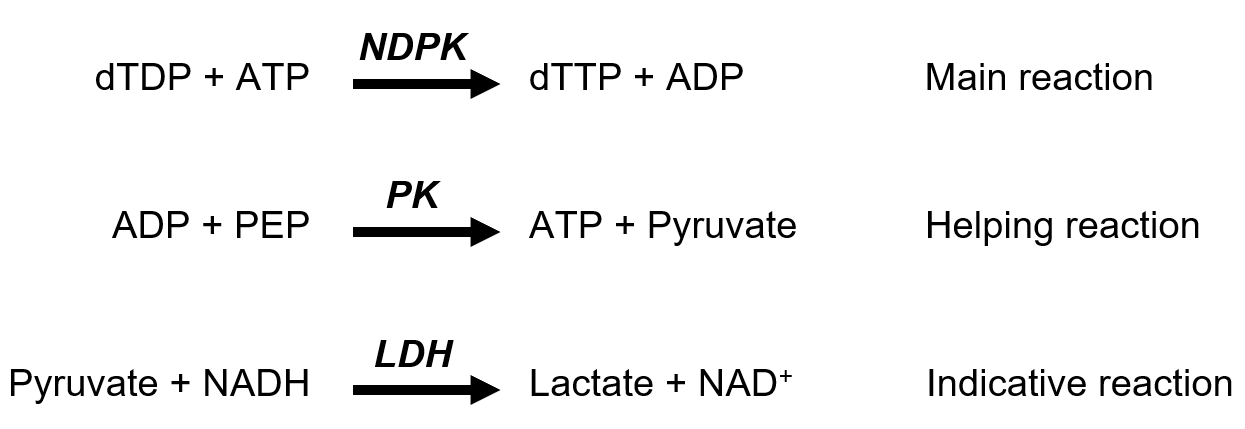 NDPK
dTDP + ATP dTTP + ADP Main reaction
PK
ADP + PEP ATP + Pyruvate Helping reaction
LDH
Pyruvate + NADH Lactate + NAD⁺ Indicative reaction